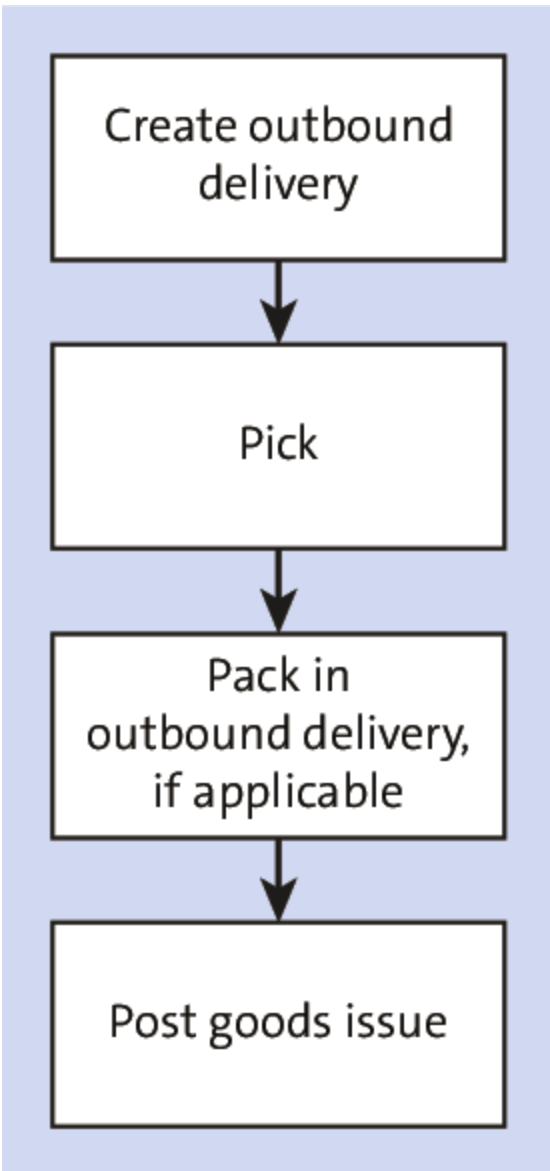 Create outbound
delivery
Pick
Pack in
outbound delivery,
if applicable
Post goods issue